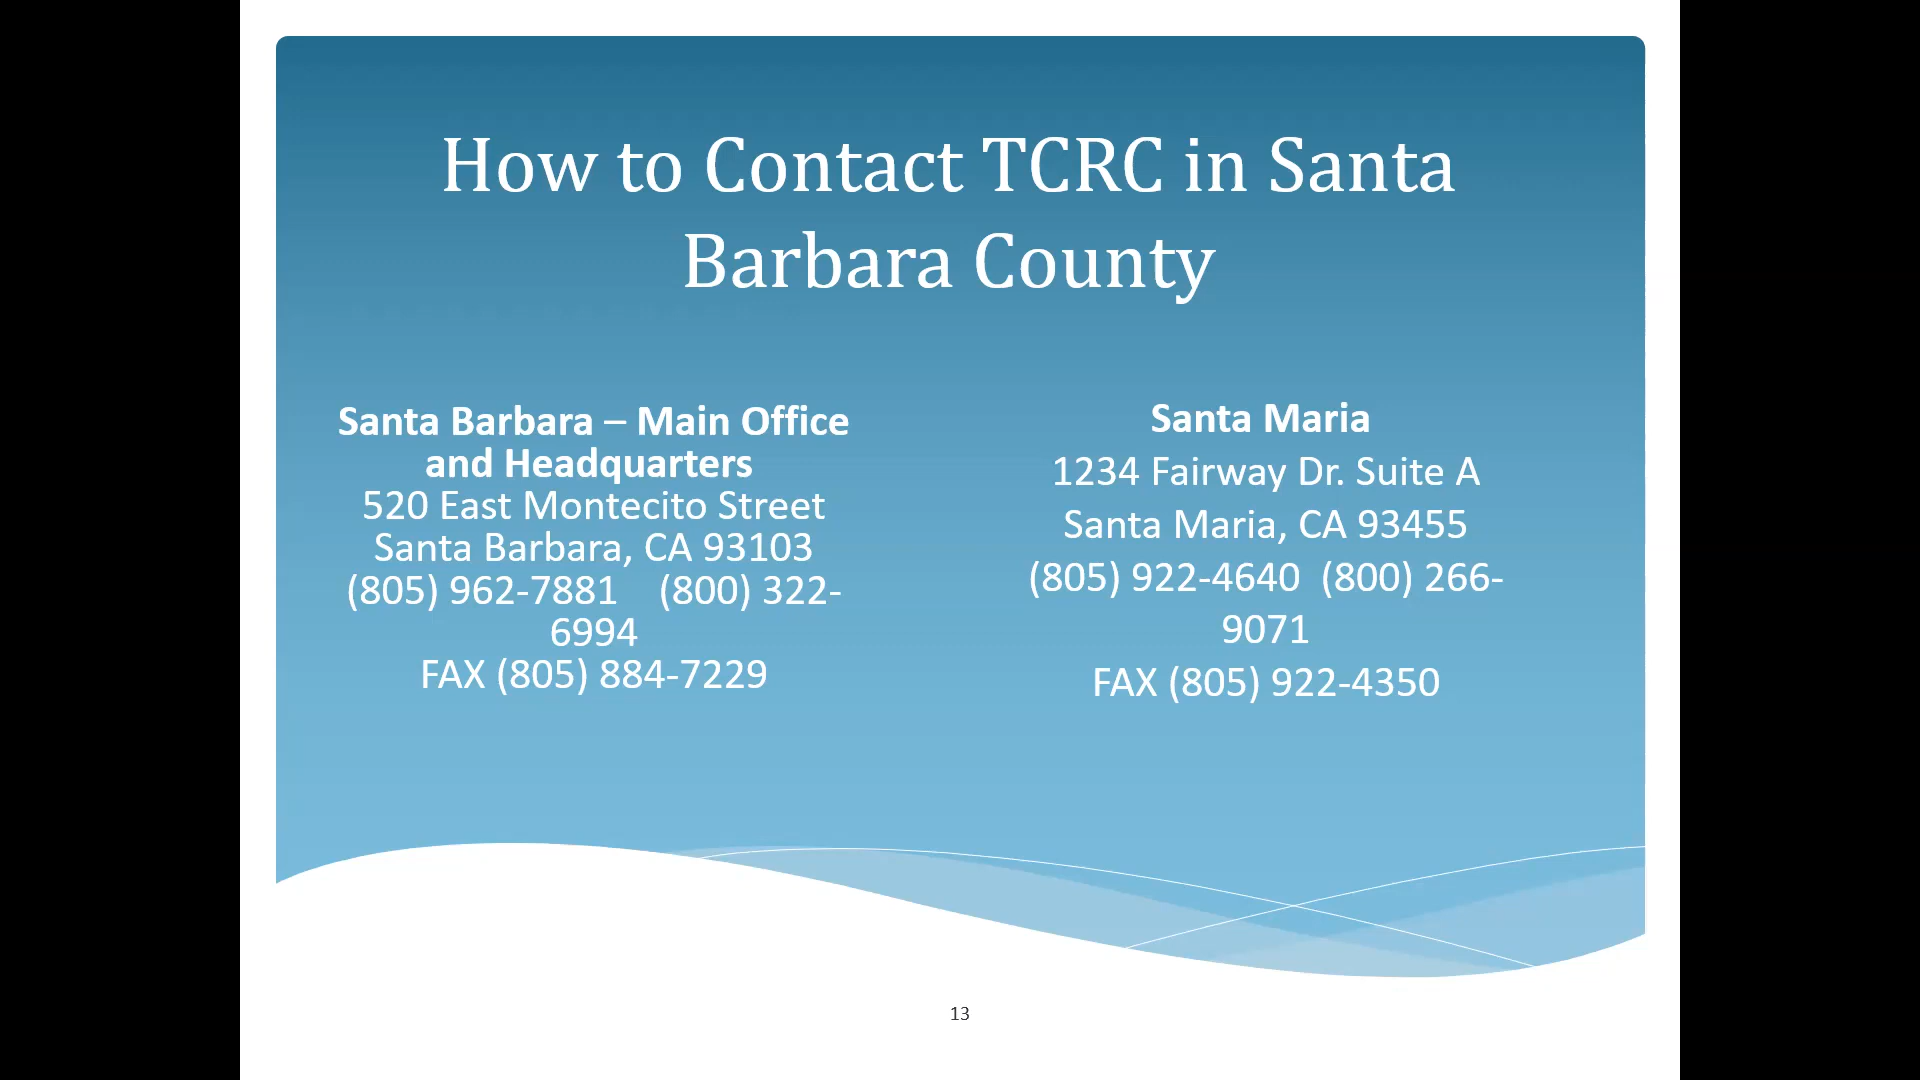 How to Contact TCRC in Santa
Barbara County
Santa Barbara – Main Office
and Headquarters
520 East Montecito Street
Santa Barbara, CA 93103
(805) 962-7881    (800) 322-
6994
FAX (805) 884-7229
Santa Maria
1234 Fairway Dr. Suite A
Santa Maria, CA 93455
(805) 922-4640  (800) 266-
9071
FAX (805) 922-4350
13